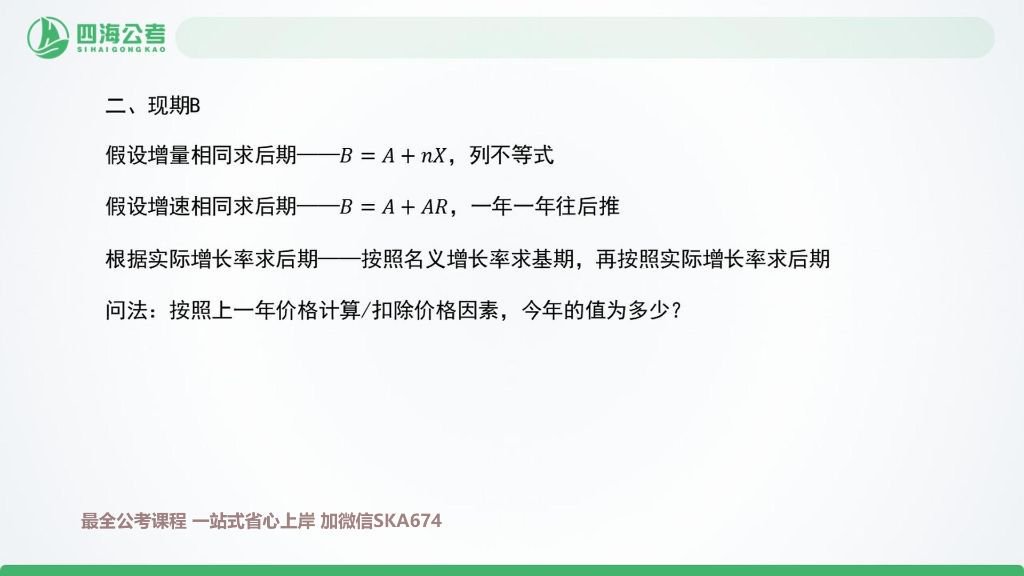 四海公考
SIHAIGONGKAO
二、现期B
假设增量相同求后期——B = A + nX，列不等式
假设增速相同求后期——B = A + AR，一年一年往后推
根据实际增长率求后期——按照名义增长率求基期，再按照实际增长率求后期
问法：按照上一年价格计算/扣除价格因素，今年的值为多少？
最全公考课程 一站式省心上岸 加微信SKA674